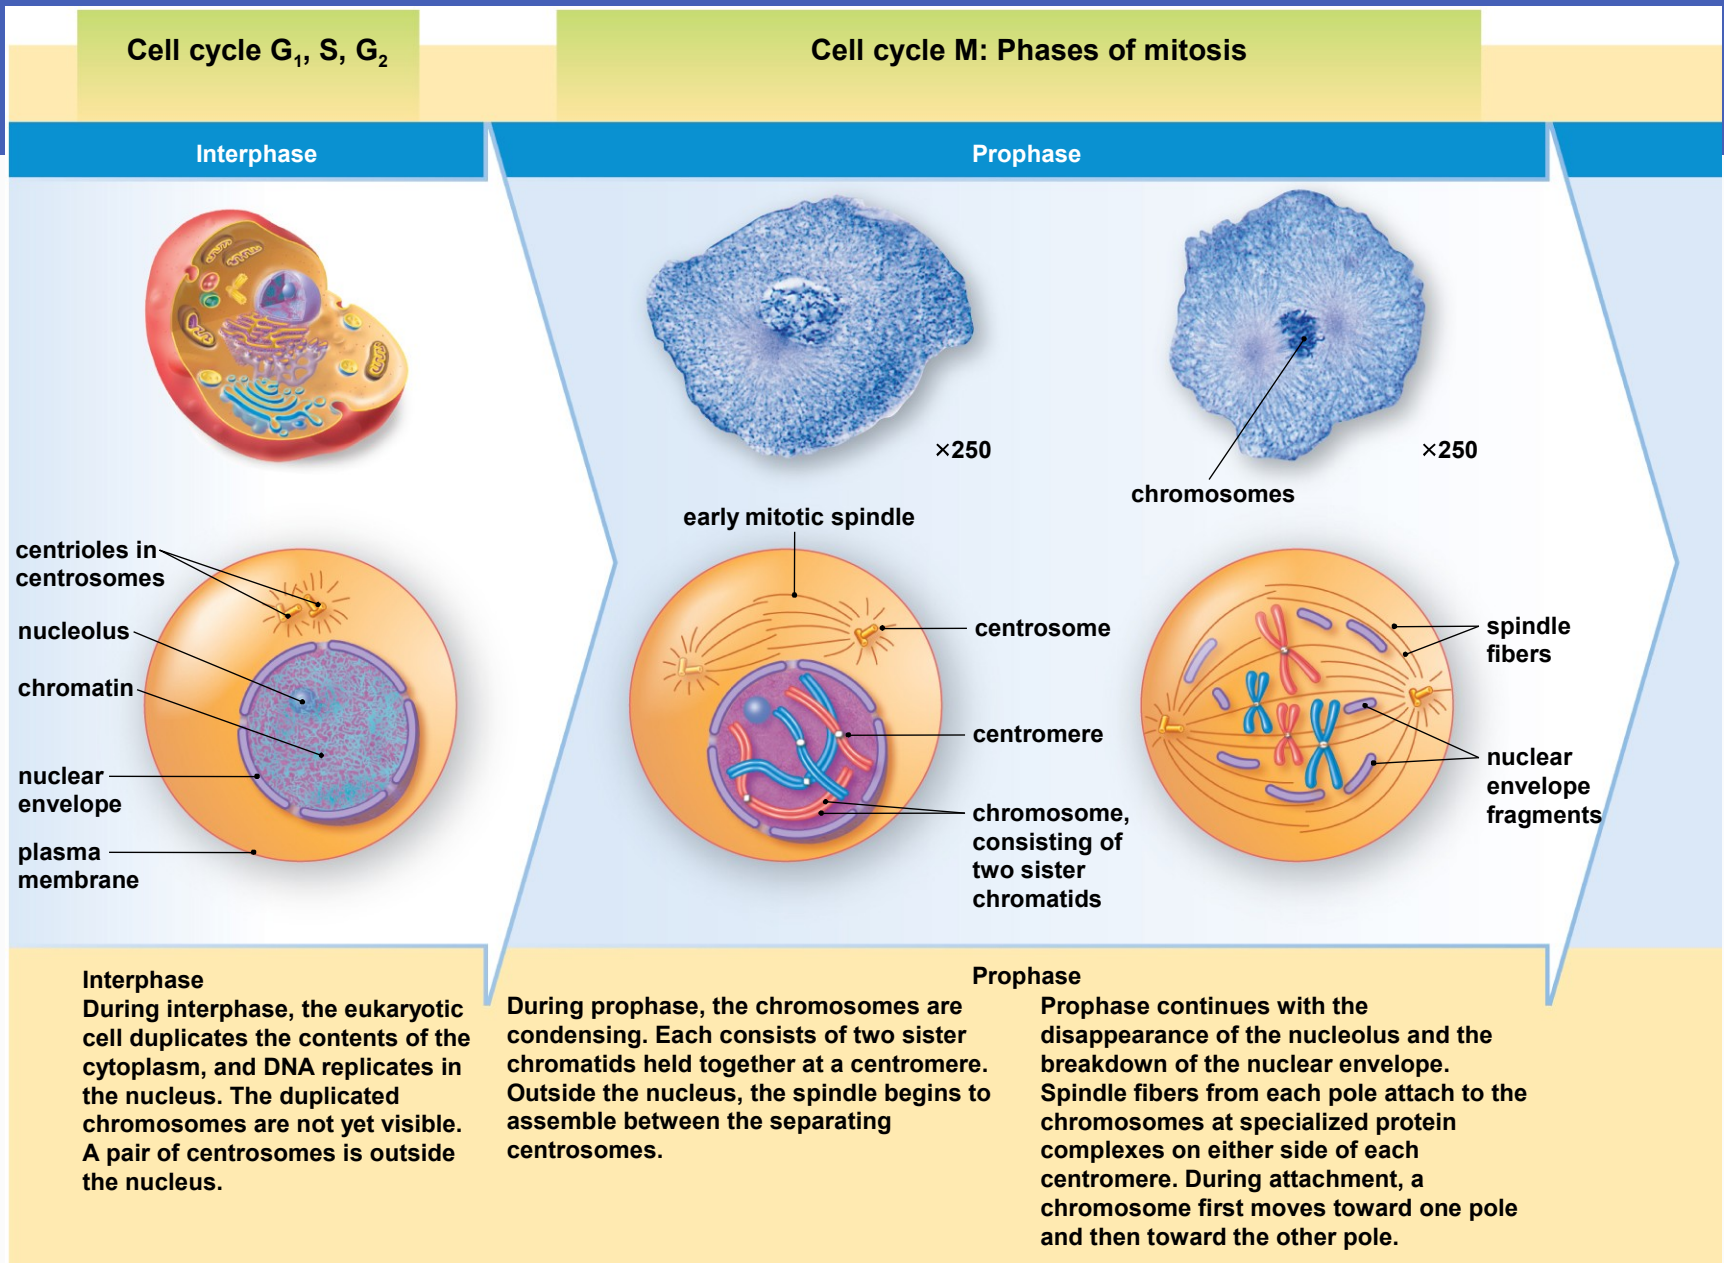 Cell cycle G₁, S, G₂
Cell cycle M: Phases of mitosis
Interphase
Prophase
×250
×250
chromosomes
early mitotic spindle
centrioles in
centrosomes
nucleolus
chromatin
nuclear
envelope
plasma
membrane
centrosome
centromere
chromosome,
consisting of
two sister
chromatids
spindle
fibers
nuclear
envelope
fragments
Interphase
During interphase, the eukaryotic
cell duplicates the contents of the
cytoplasm, and DNA replicates in
the nucleus. The duplicated
chromosomes are not yet visible.
A pair of centrosomes is outside
the nucleus.
Prophase
During prophase, the chromosomes are
condensing. Each consists of two sister
chromatids held together at a centromere.
Outside the nucleus, the spindle begins to
assemble between the separating
centrosomes.
Prophase continues with the
disappearance of the nucleolus and the
breakdown of the nuclear envelope.
Spindle fibers from each pole attach to the
chromosomes at specialized protein
complexes on either side of each
centromere. During attachment, a
chromosome first moves toward one pole
and then toward the other pole.